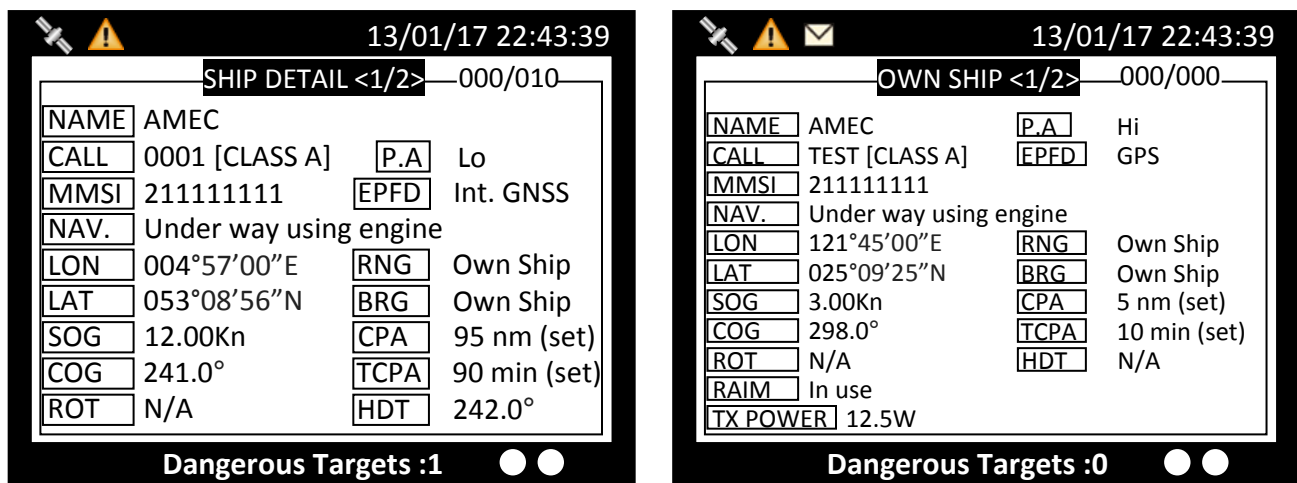 13/01/17 22:43:39
SHIP DETAIL <1/2> 000/010
NAME AMEC
CALL 0001 [CLASS A] P.A Lo
MMSI 211111111 EPFD Int. GNSS
NAV. Under way using engine
LON 004°57’00”E RNG Own Ship
LAT 053°08’56”N BRG Own Ship
SOG 12.00Kn CPA 95 nm (set)
COG 241.0° TCPA 90 min (set)
ROT N/A HDT 242.0°
Dangerous Targets :1
13/01/17 22:43:39
OWN SHIP <1/2> 000/000
NAME AMEC P.A Hi
CALL TEST [CLASS A] EPFD GPS
MMSI 211111111
NAV. Under way using engine
LON 121°45’00”E RNG Own Ship
LAT 025°09’25”N BRG Own Ship
SOG 3.00Kn CPA 5 nm (set)
COG 298.0° TCPA 10 min (set)
ROT N/A HDT N/A
RAIM In use
TX POWER 12.5W
Dangerous Targets :0